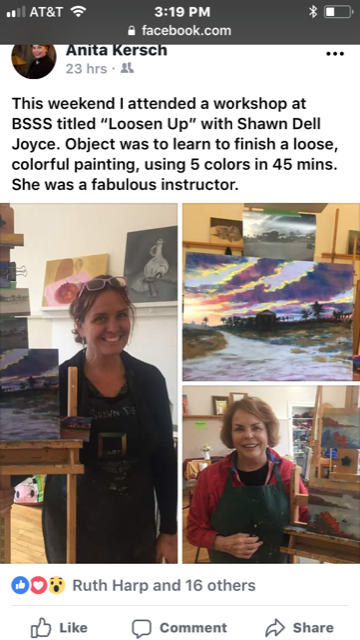 AT&T 3:19 PM
facebook.com
Anita Kersch
23 hrs ·
This weekend I attended a workshop at
BSSS titled “Loosen Up” with Shawn Dell
Joyce. Object was to learn to finish a loose,
colorful painting, using 5 colors in 45 mins.
She was a fabulous instructor.
Ruth Harp and 16 others
Like Comment Share